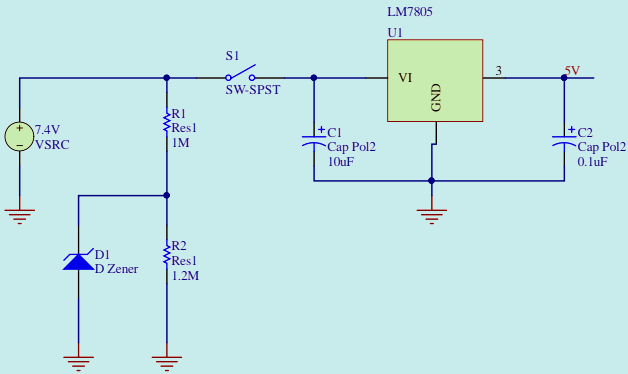 LM7805
U1
S1
SW-SPST
VI
GND
3
5V
7.4V
VSRC
R1
Res1
1M
C1
Cap Pol2
10uF
C2
Cap Pol2
0.1uF
D1
D Zener
R2
Res1
1.2M